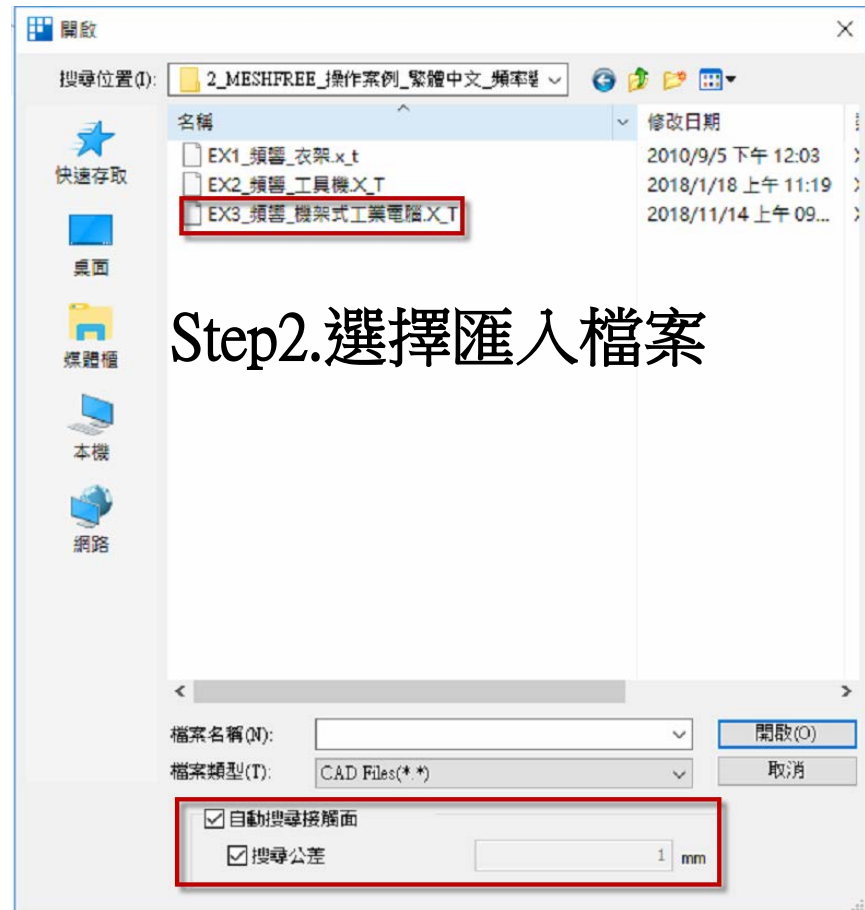 開啟
搜尋位置(I): 2_MESHFREE_操作案例_繁體中文_頻率響
名稱 修改日期
EX1_頻響_衣架.x_t 2010/9/5 下午 12:03
EX2_頻響_工具機.X_T 2018/1/18 上午 11:19
EX3_頻響_機架式工業電腦.X_T 2018/11/14 上午 09...
快速存取
桌面
媒體櫃
本機
網路
Step2.選擇匯入檔案
檔案名稱(N): 開啟(O)
檔案類型(T): CAD Files(*.*) 取消
自動搜尋接觸面
搜尋公差 1 mm